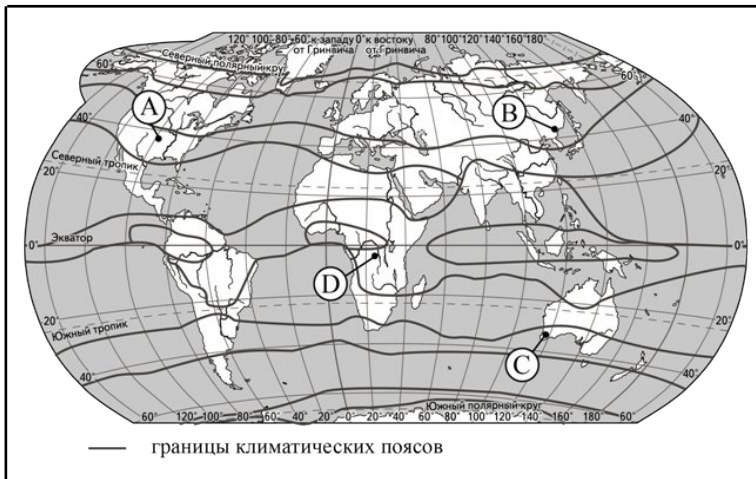 120° 100°-80°-60° к западу 0° к востоку 80°100° 120° 140° 160° 180°
от Гринвича от Гринвича
Северный полярный круг
60° 60°
A B
40° 40°
Северный тропик
20° 20°
Экватор
0° 0°
D
20° 20°
Южный тропик
C
40° 40°
Южный полярный круг
60° 120° 100° 80° 60° 40° 20° 0° 20° 40° 60° 80° 100° 120° 140° 160° 180° 160° 60°
границы климатических поясов